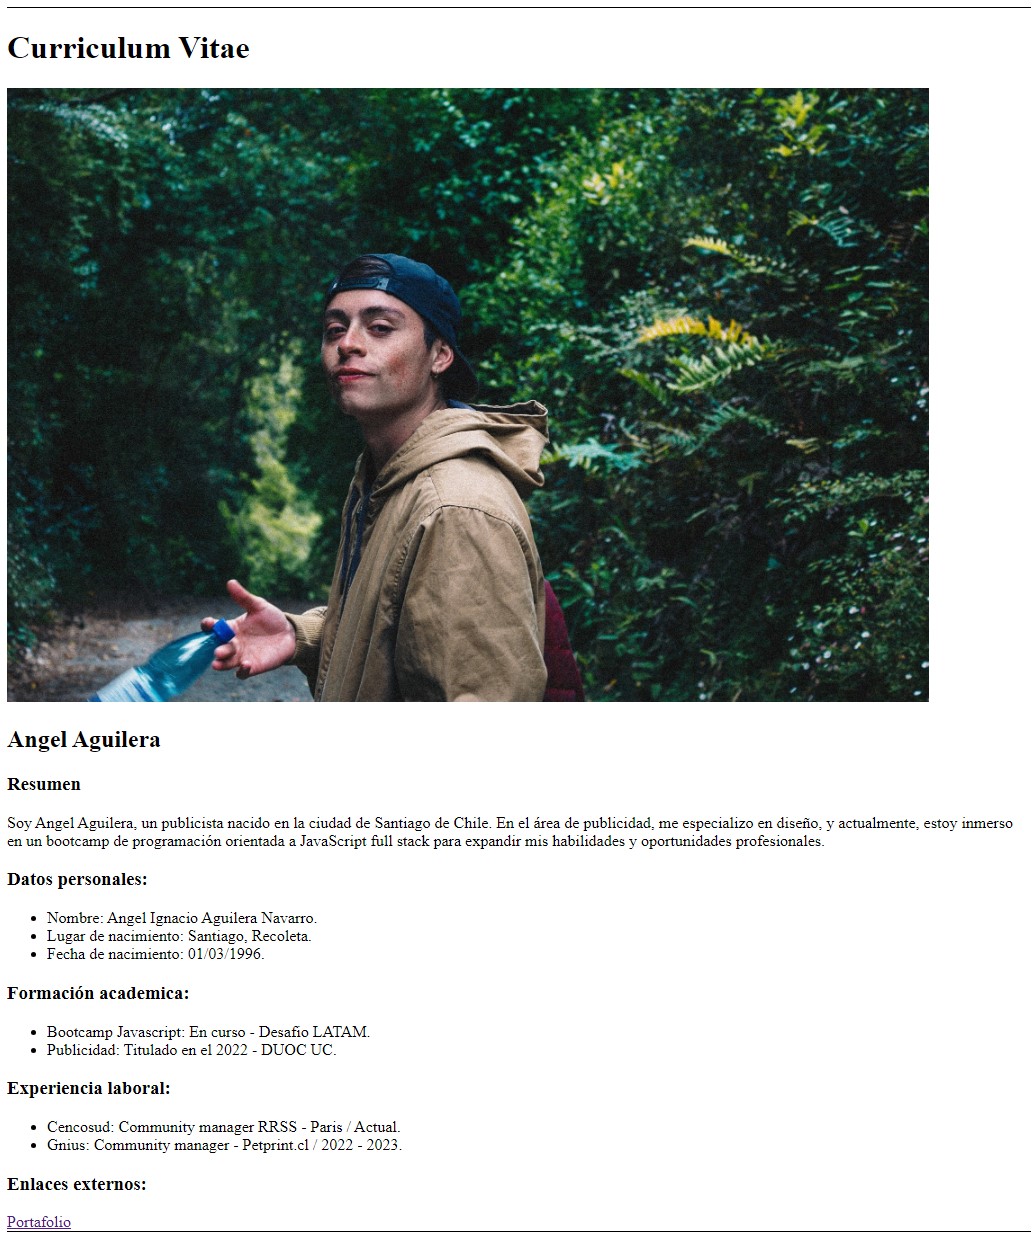 Curriculum Vitae
Angel Aguilera
Resumen
Soy Angel Aguilera, un publicista nacido en la ciudad de Santiago de Chile. En el área de publicidad, me especializo en diseño, y actualmente, estoy inmerso
en un bootcamp de programación orientada a JavaScript full stack para expandir mis habilidades y oportunidades profesionales.
Datos personales:
• Nombre: Angel Ignacio Aguilera Navarro.
• Lugar de nacimiento: Santiago, Recoleta.
• Fecha de nacimiento: 01/03/1996.
Formación academica:
• Bootcamp Javascript: En curso - Desafio LATAM.
• Publicidad: Titulado en el 2022 - DUOC UC.
Experiencia laboral:
• Cencosud: Community manager RRSS - Paris / Actual.
• Gnius: Community manager - Petprint.cl / 2022 - 2023.
Enlaces externos:
Portafolio